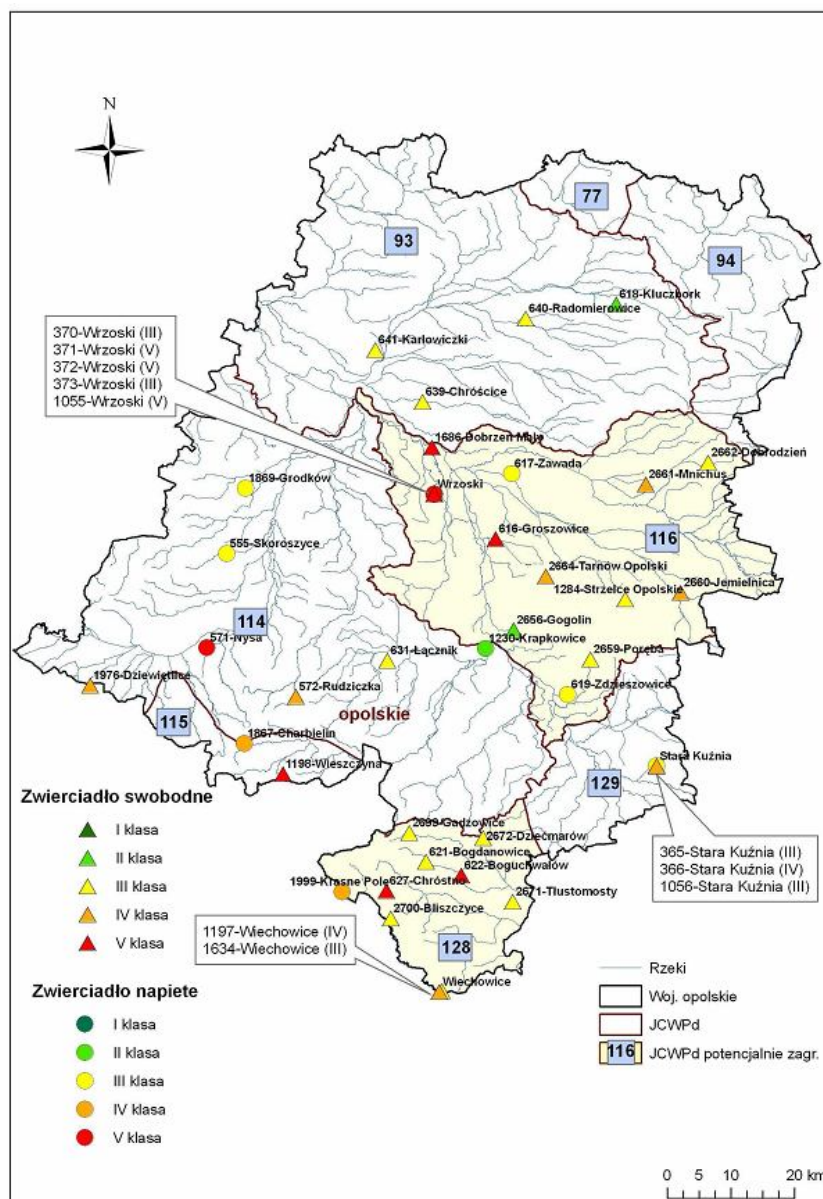 N
77
93
94
618-Kluczbork
640-Radomierowice
370-Wrzoski (III)
371-Wrzoski (V)
372-Wrzoski (V)
373-Wrzoski (III)
1055-Wrzoski (V)
641-Karłowiczki
639-Chróścice
1686-Dobrzeń Mały
2662-Dobrodzień
617-Zawada
2661-Mnichus
1869-Grodków
Wrzoski
616-Groszowice
116
555-Skoroszyce
2664-Tarnów Opolski
1284-Strzelce Opolskie
2660-Jemielnica
114
2656-Gogolin
571-Nysa
1230-Krapkowice
631-Łącznik
2659-Poręba
1976-Dziewiętlice
572-Rudziczka
619-Zdzieszowice
opolskie
115
1867-Charbielin
Stara Kuźnia
1198-Wieszczyna
129
Zwierciadło swobodne
I klasa
II klasa
III klasa
IV klasa
V klasa
2699-Gadzowice
2672-Dziećmarów
621-Bogdanowice
622-Boguchwałów
1999-Krasne Pole
627-Chróstno
2671-Tłustomosty
2700-Bliszczyce
365-Stara Kuźnia (III)
366-Stara Kuźnia (IV)
1056-Stara Kuźnia (III)
1197-Wiechowice (IV)
1634-Wiechowice (III)
128
Wiechowice
Zwierciadło napiete
I klasa
II klasa
III klasa
IV klasa
V klasa
Rzeki
Woj. opolskie
JCWPd
116 JCWPd potencjalnie zagr.
0 5 10 20 km